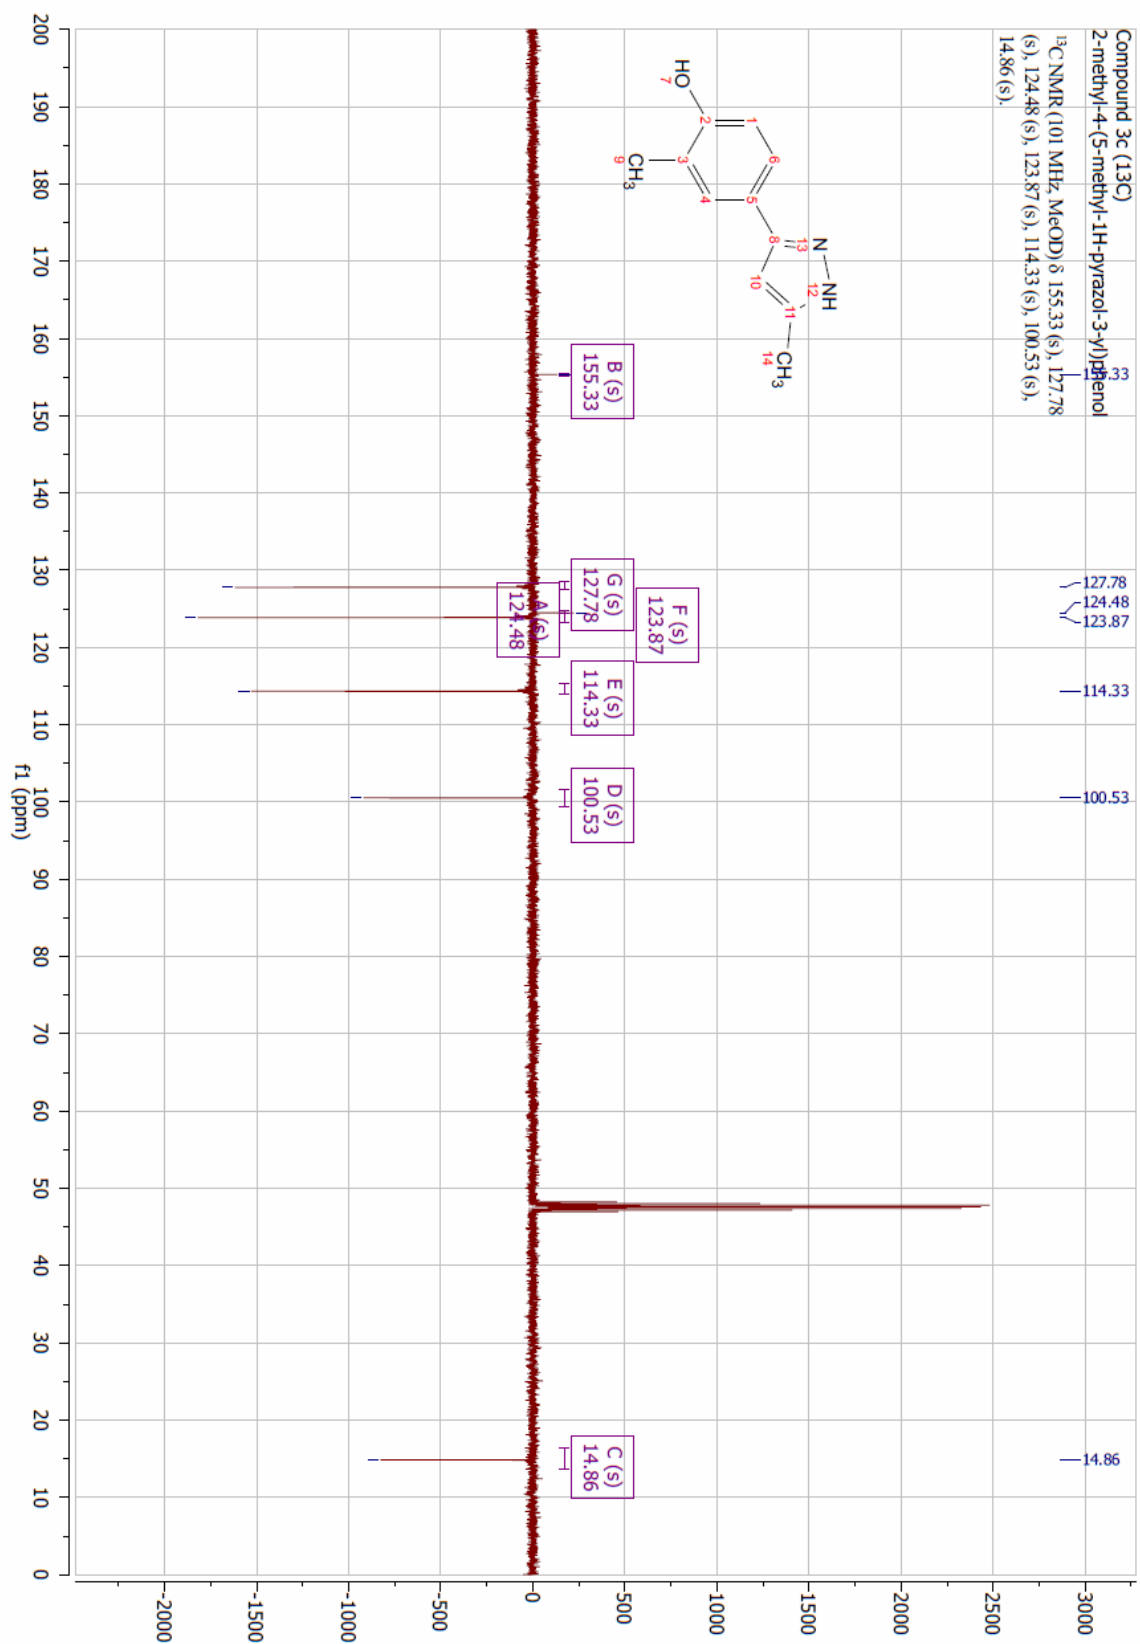 Compound 3c (13C)
2-methyl-4-(5-methyl-1H-pyrazol-3-yl)phenol
¹³C NMR (101 MHz, MeOD) δ 155.33 (s), 127.78
(s), 124.48 (s), 123.87 (s), 114.33 (s), 100.53 (s),
14.86 (s).
155.33
127.78
124.48
123.87
114.33
100.53
14.86
HO
7
2
1
3
6
CH3
9
4
5
8
13
N
NH
12
10
11
CH3
14
B (s)
155.33
G (s)
127.78
F (s)
123.87
A (s)
124.48
E (s)
114.33
D (s)
100.53
C (s)
14.86
3000
2500
2000
1500
1000
500
0
-500
-1000
-1500
-2000
200 190 180 170 160 150 140 130 120 110 100 90 80 70 60 50 40 30 20 10 0
f1 (ppm)